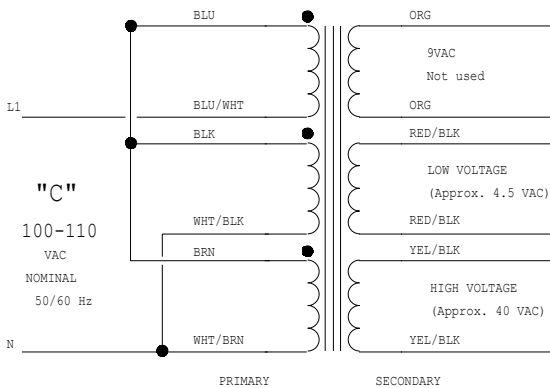 BLU
ORG
9VAC
Not used
L1
BLU/WHT
ORG
BLK
RED/BLK
"C"
100-110
VAC
NOMINAL
50/60 Hz
LOW VOLTAGE
(Approx. 4.5 VAC)
WHT/BLK
RED/BLK
BRN
YEL/BLK
HIGH VOLTAGE
(Approx. 40 VAC)
N
WHT/BRN
YEL/BLK
PRIMARY
SECONDARY